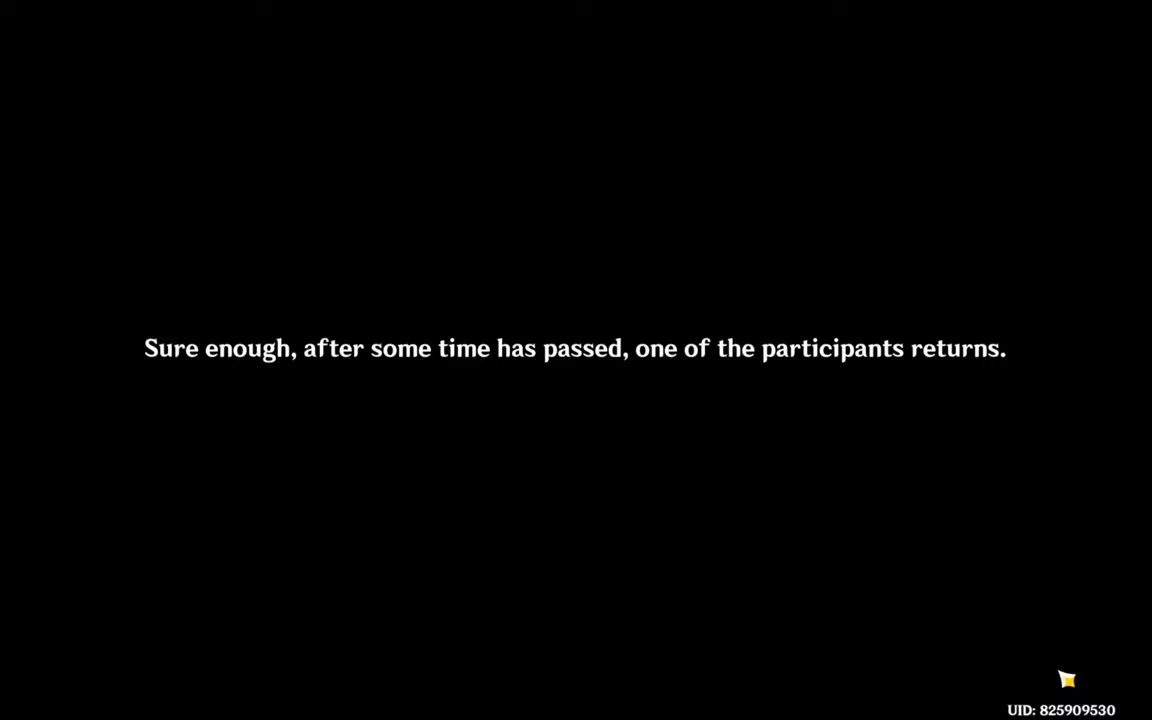 Sure enough, after some time has passed, one of the participants returns.
UID: 825909530